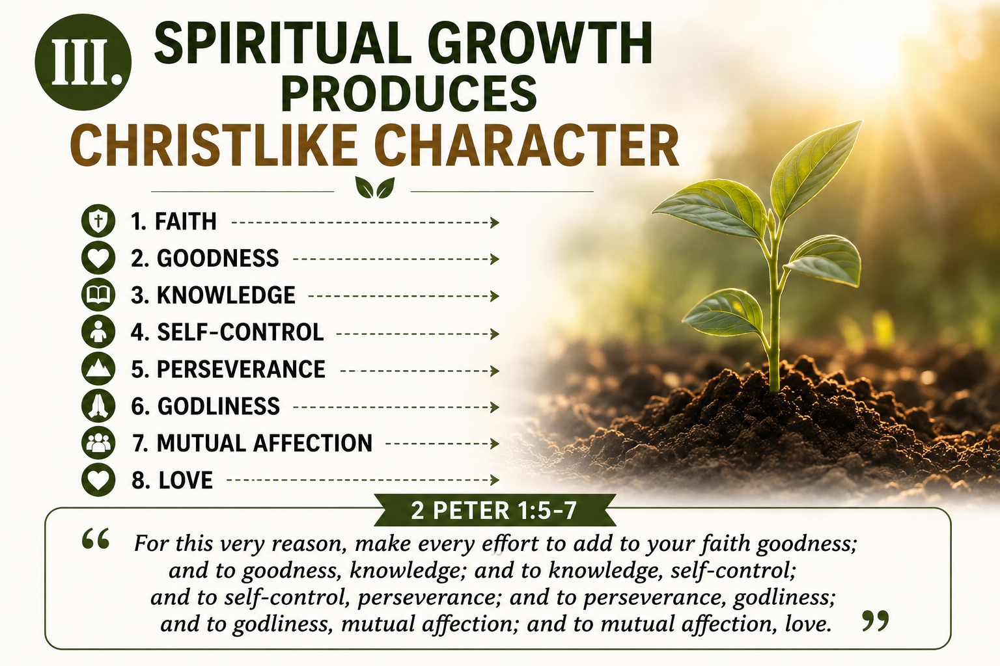 III.
SPIRITUAL GROWTH
PRODUCES
CHRISTLIKE CHARACTER
1. FAITH
2. GOODNESS
3. KNOWLEDGE
4. SELF-CONTROL
5. PERSEVERANCE
6. GODLINESS
7. MUTUAL AFFECTION
8. LOVE
2 PETER 1:5-7
“ For this very reason, make every effort to add to your faith goodness;
and to goodness, knowledge; and to knowledge, self-control;
and to self-control, perseverance; and to perseverance, godliness;
and to godliness, mutual affection; and to mutual affection, love. ”